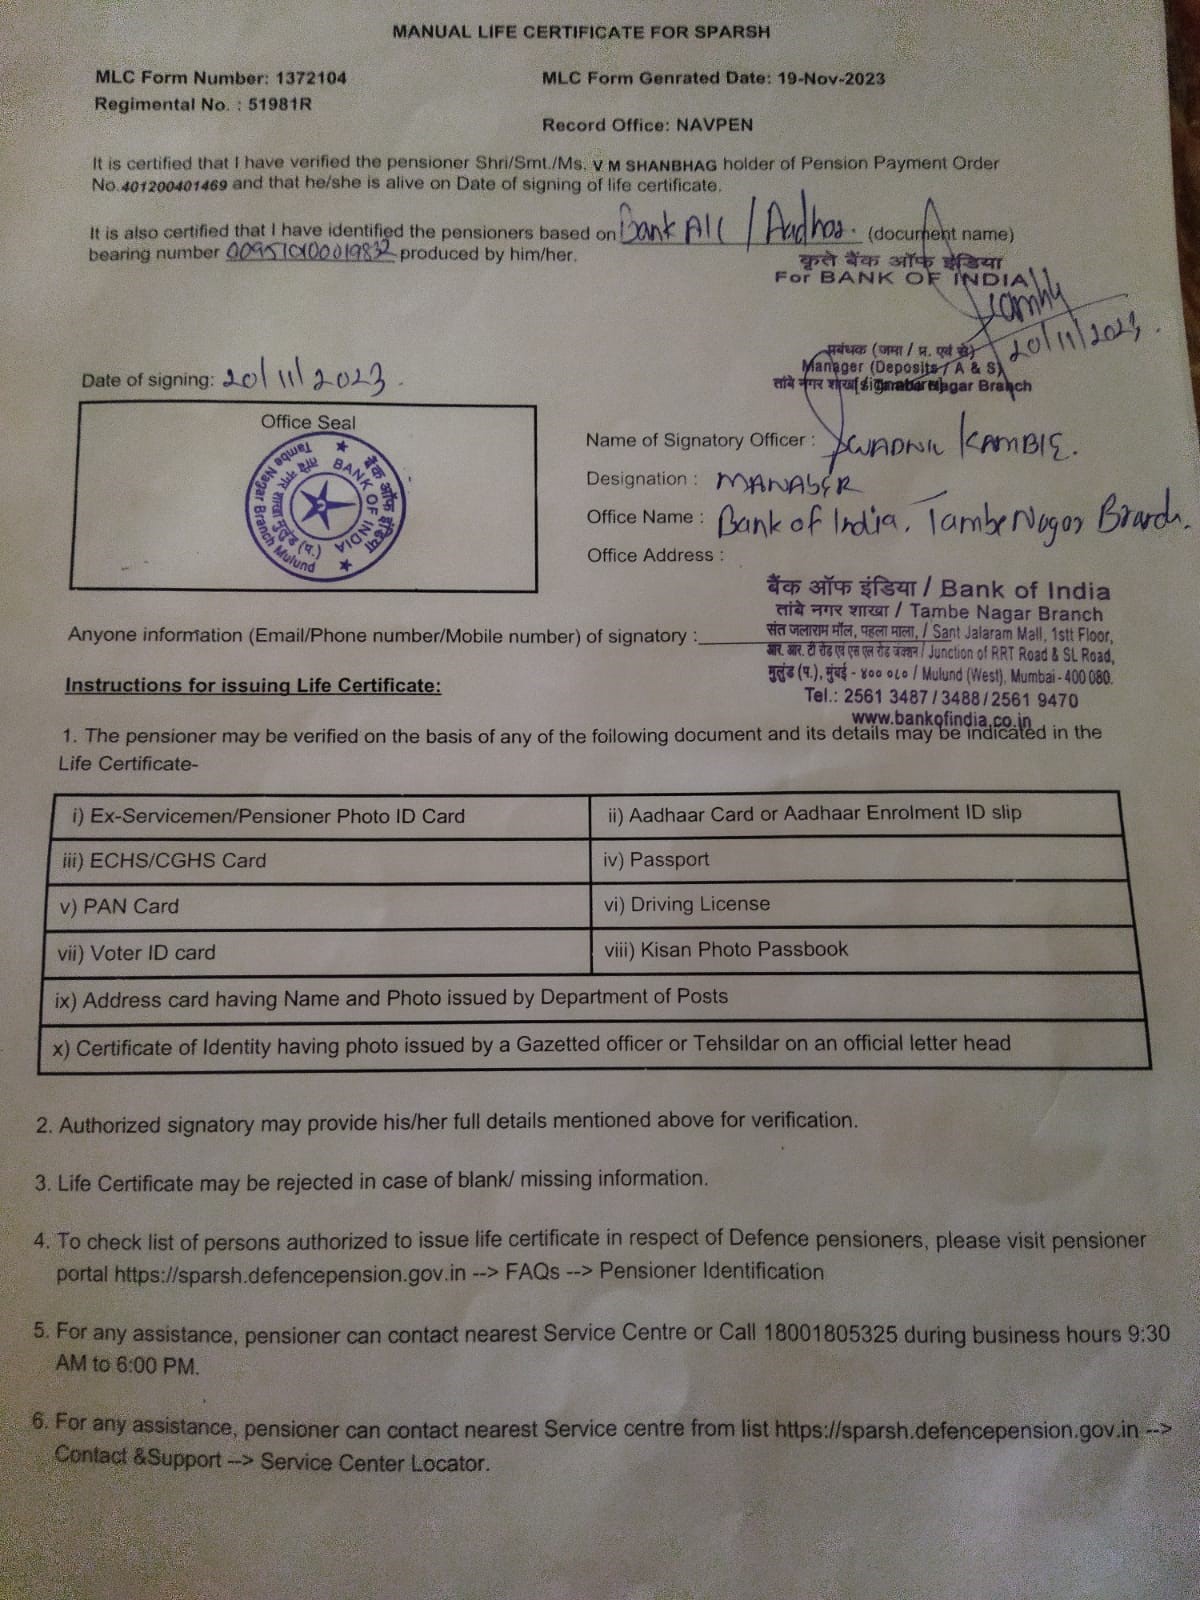 MANUAL LIFE CERTIFICATE FOR SPARSH
MLC Form Number: 1372104
MLC Form Genrated Date: 19-Nov-2023
Regimental No. : 51981R
Record Office: NAVPEN
It is certified that I have verified the pensioner Shri/Smt./Ms. V M SHANBHAG holder of Pension Payment Order
No.401200401469 and that he/she is alive on Date of signing of life certificate.
It is also certified that I have identified the pensioners based on Bank A/c / Aadhar. (document name)
bearing number produced by him/her.
कृते बैंक ऑफ इंडिया
For BANK OF INDIA
20/11/2023.
प्रबंधक (जमा / प्र. एवं से)
Manager (Deposits / A & S)
तांबे नगर शाखा / Tambe Nagar Branch
Date of signing: 20/11/2023.
Office Seal
बैंक ऑफ इंडिया
BANK OF INDIA
तांबे नगर शाखा मुलुंड (प.)
Tambe Nagar Branch Mulund
Name of Signatory Officer : KAMBLE.
Designation : MANAGER
Office Name : Bank of India. Tambe Nagar Branch.
Office Address :
बैंक ऑफ इंडिया / Bank of India
तांबे नगर शाखा / Tambe Nagar Branch
संत जलाराम मॉल, पहला माला, / Sant Jalaram Mall, 1stt Floor,
आर. आर. टी रोड एवं एस एल रोड जंक्शन / Junction of RRT Road & SL Road,
मुलुंड (प.), मुंबई - ४०० ०८० / Mulund (West), Mumbai - 400 080.
Tel.: 2561 3487 / 3488 / 2561 9470
www.bankofindia.co.in
Anyone information (Email/Phone number/Mobile number) of signatory :
Instructions for issuing Life Certificate:
1. The pensioner may be verified on the basis of any of the following document and its details may be indicated in the
Life Certificate-
i) Ex-Servicemen/Pensioner Photo ID Card
ii) Aadhaar Card or Aadhaar Enrolment ID slip
iii) ECHS/CGHS Card
iv) Passport
v) PAN Card
vi) Driving License
vii) Voter ID card
viii) Kisan Photo Passbook
ix) Address card having Name and Photo issued by Department of Posts
x) Certificate of Identity having photo issued by a Gazetted officer or Tehsildar on an official letter head
2. Authorized signatory may provide his/her full details mentioned above for verification.
3. Life Certificate may be rejected in case of blank/ missing information.
4. To check list of persons authorized to issue life certificate in respect of Defence pensioners, please visit pensioner
portal https://sparsh.defencepension.gov.in --> FAQs --> Pensioner Identification
5. For any assistance, pensioner can contact nearest Service Centre or Call 18001805325 during business hours 9:30
AM to 6:00 PM.
6. For any assistance, pensioner can contact nearest Service centre from list https://sparsh.defencepension.gov.in -->
Contact &Support --> Service Center Locator.